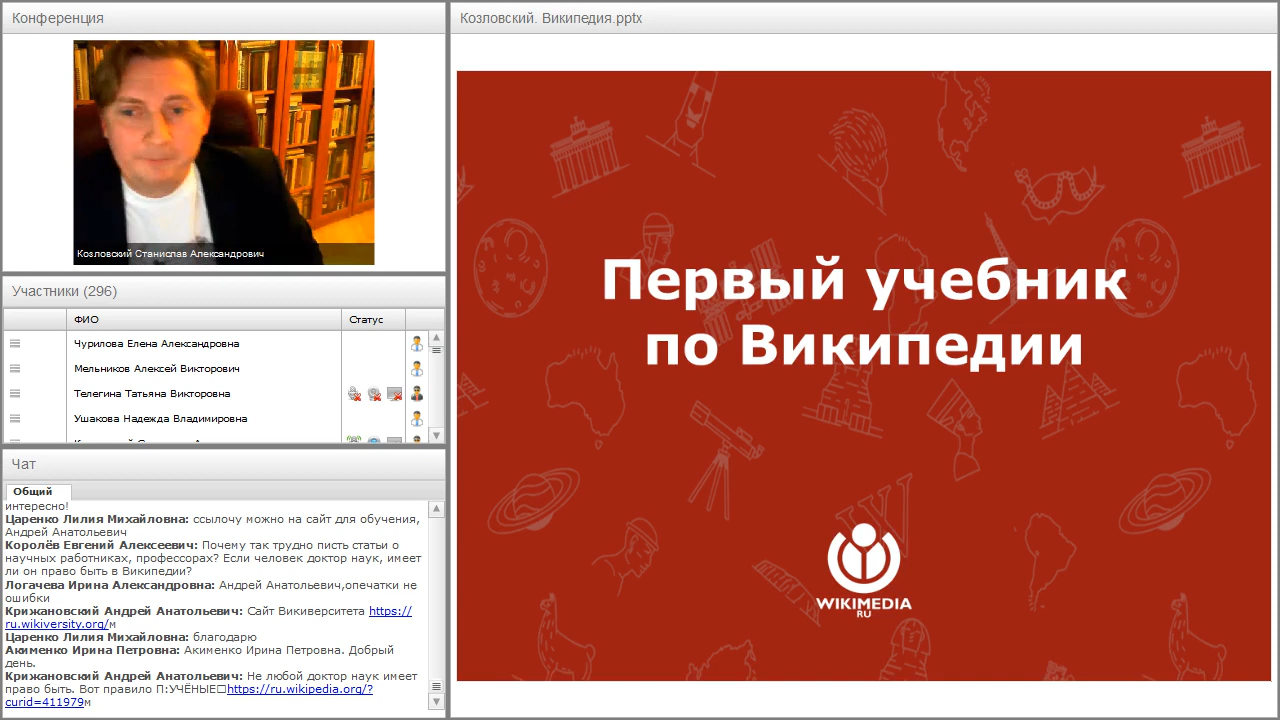 Конференция
Козловский Станислав Александрович
Участники (296)
ФИО
Статус
Чурилова Елена Александровна
Мельников Алексей Викторович
Телегина Татьяна Викторовна
Ушакова Надежда Владимировна
Чат
Общий
интересно!
Царенко Лилия Михайловна: ссылочу можно на сайт для обучения,
Андрей Анатольевич
Королёв Евгений Алексеевич: Почему так трудно писть статьи о
научных работниках, профессорах? Если человек доктор наук, имеет
ли он право быть в Википедии?
Логачева Ирина Александровна: Андрей Анатольевич,опечатки не
ошибки
Крижановский Андрей Анатольевич: Сайт Викиверситета https://
ru.wikiversity.org/м
Царенко Лилия Михайловна: благодарю
Акименко Ирина Петровна: Акименко Ирина Петровна. Добрый
день.
Крижановский Андрей Анатольевич: Не любой доктор наук имеет
право быть. Вот правило https://ru.wikipedia.org/?
curid=411979м
Козловский. Википедия.pptx
Первый учебник
по Википедии
W
WIKIMEDIA
RU